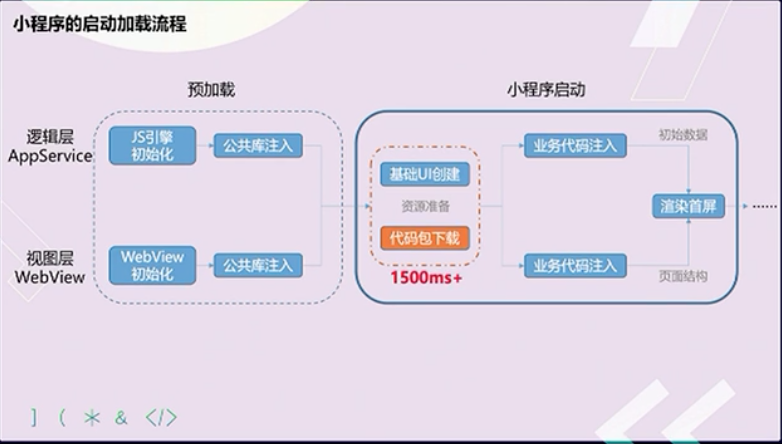 小程序的启动加载流程
预加载
小程序启动
逻辑层
AppService
JS引擎
初始化
公共库注入
基础UI创建
资源准备
代码包下载
1500ms+
业务代码注入
初始数据
渲染首屏
......
视图层
WebView
WebView
初始化
公共库注入
业务代码注入
页面结构
] ( * & </>